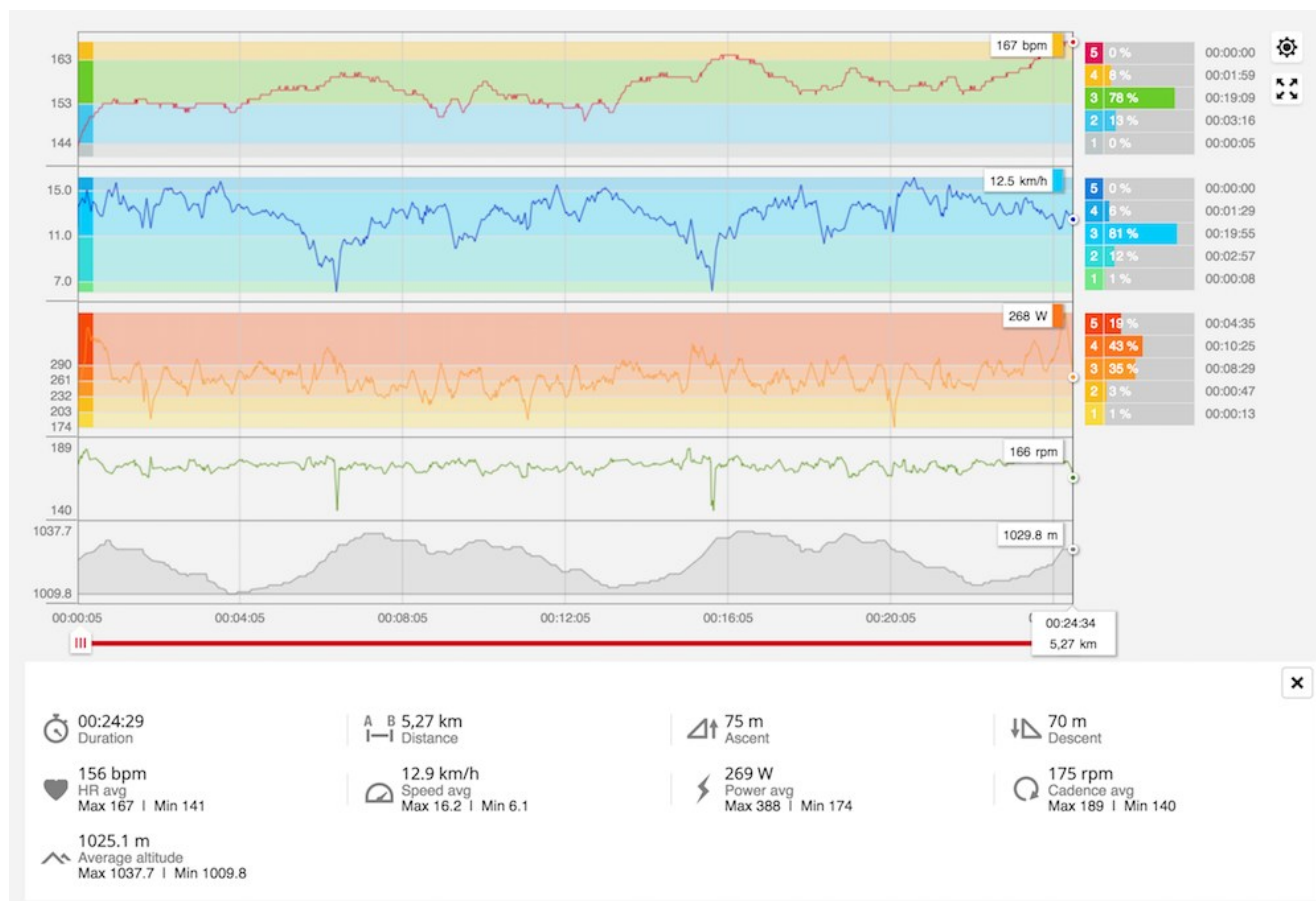 163
153
144
167 bpm
5 0 % 00:00:00
4 8 % 00:01:59
3 78 % 00:19:09
2 13 % 00:03:16
1 0 % 00:00:05
15.0
11.0
7.0
12.5 km/h
5 0 % 00:00:00
4 6 % 00:01:29
3 81 % 00:19:55
2 12 % 00:02:57
1 1 % 00:00:08
290
261
232
203
174
268 W
5 19 % 00:04:35
4 43 % 00:10:25
3 35 % 00:08:29
2 3 % 00:00:47
1 1 % 00:00:13
189
140
166 rpm
1037.7
1009.8
1029.8 m
00:00:05 00:04:05 00:08:05 00:12:05 00:16:05 00:20:05
00:24:34
5,27 km
00:24:29
Duration
A B 5,27 km
Distance
75 m
Ascent
70 m
Descent
156 bpm
HR avg
Max 167 | Min 141
12.9 km/h
Speed avg
Max 16.2 | Min 6.1
269 W
Power avg
Max 388 | Min 174
175 rpm
Cadence avg
Max 189 | Min 140
1025.1 m
Average altitude
Max 1037.7 | Min 1009.8